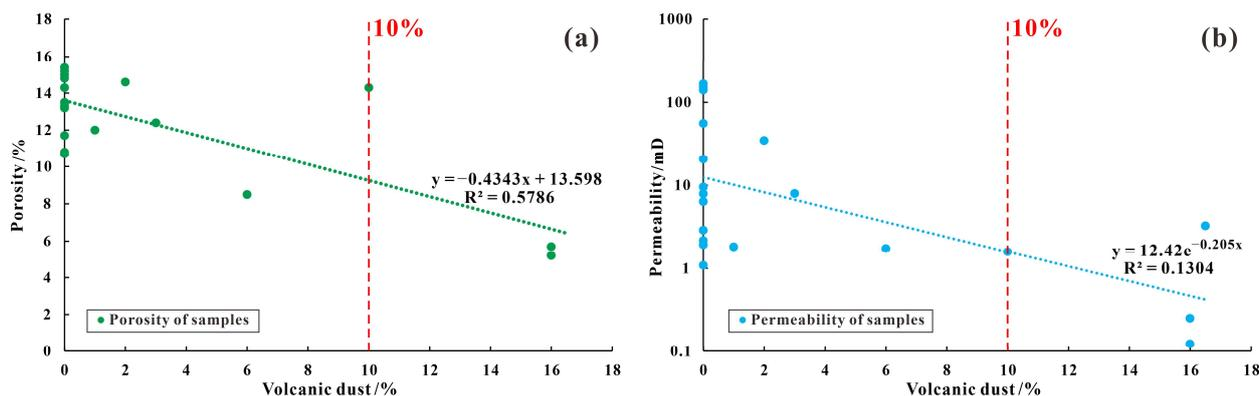 18
16
14
12
10
8
6
4
2
0
Porosity/%
(a)
10%
y=−0.4343x + 13.598
R² = 0.5786
Porosity of samples
0 2 4 6 8 10 12 14 16 18
Volcanic dust/%
1000
100
10
1
0.1
Permeability/mD
(b)
10%
y = 12.42e−0.205x
R² = 0.1304
Permeability of samples
0 2 4 6 8 10 12 14 16 18
Volcanic dust/%